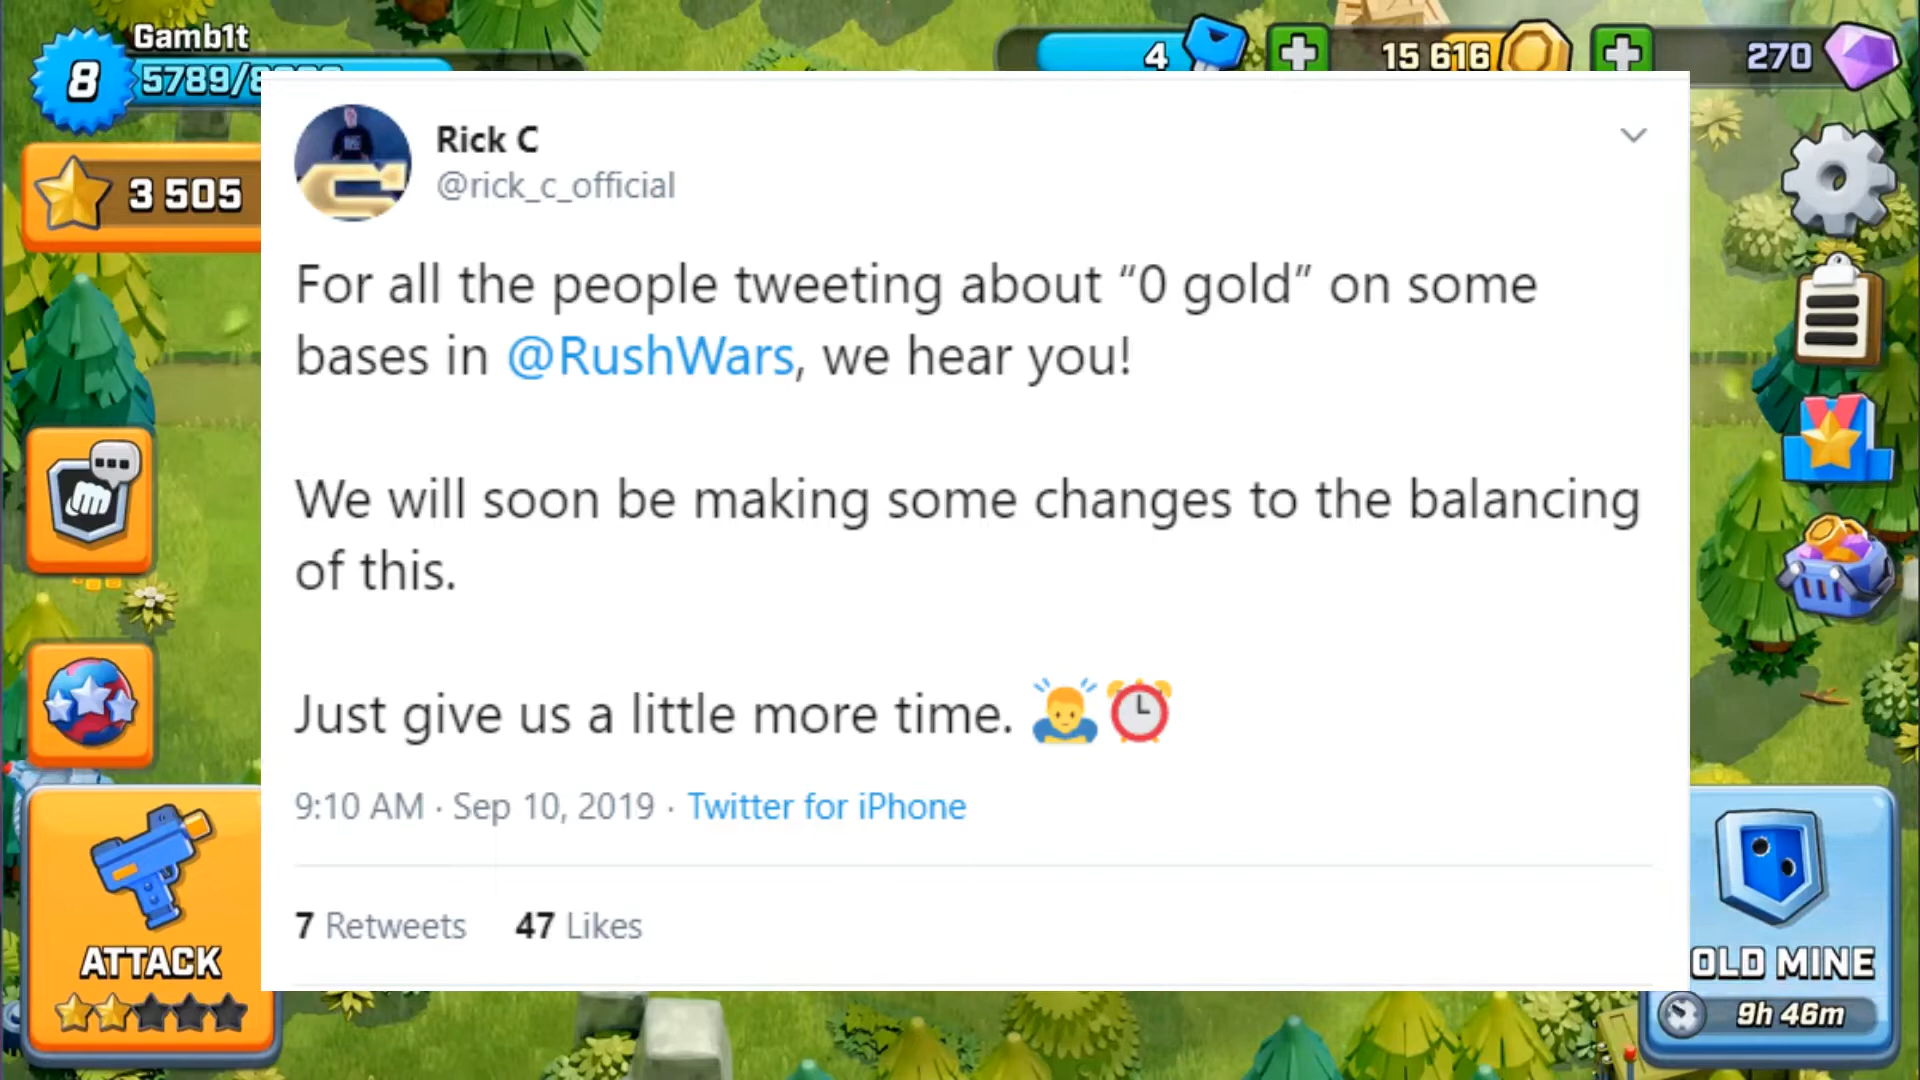 Gamb1t
8
5789/8
4
15 616
270
3 505
Rick C
@rick_c_official
For all the people tweeting about “0 gold” on some
bases in @RushWars, we hear you!
We will soon be making some changes to the balancing
of this.
Just give us a little more time.
9:10 AM · Sep 10, 2019 · Twitter for iPhone
7 Retweets 47 Likes
ATTACK
OLD MINE
9h 46m